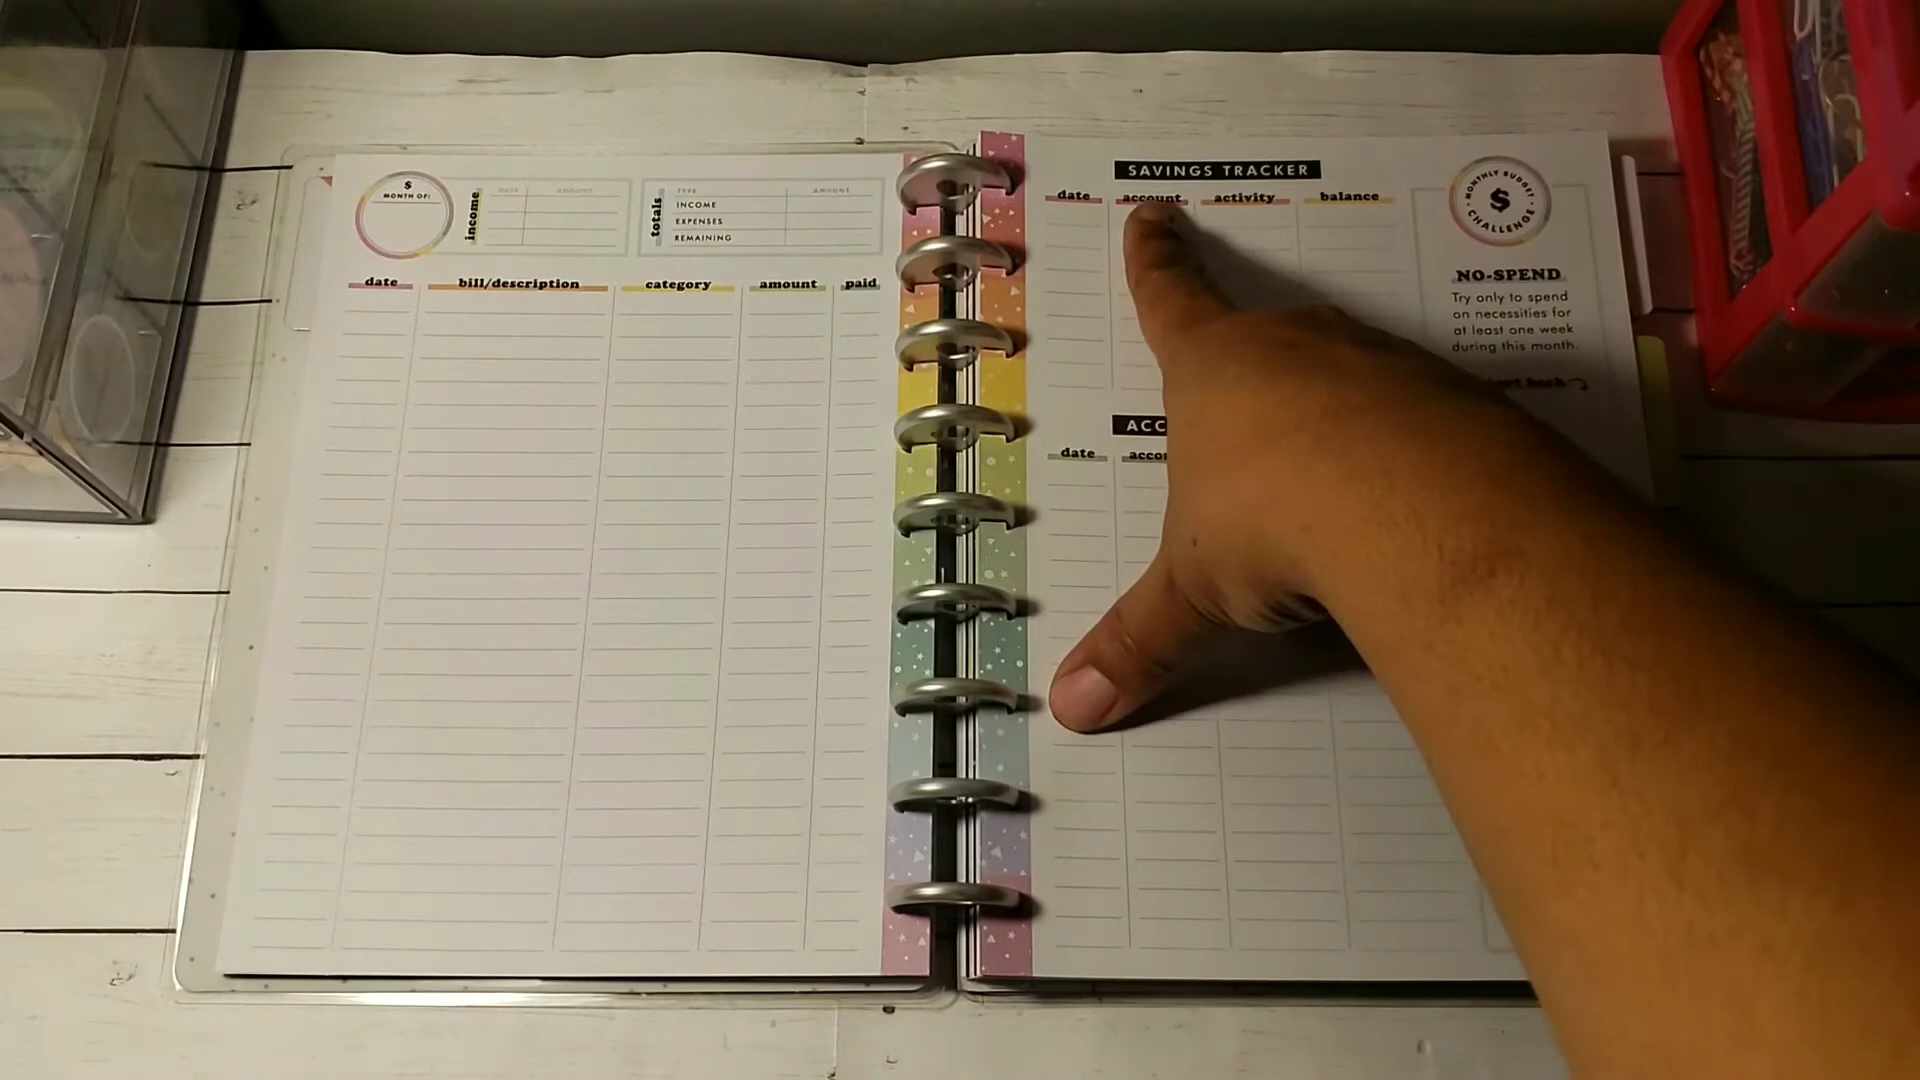 $
MONTH OF:
income
DATE AMOUNT
totals
TYPE AMOUNT
INCOME
EXPENSES
REMAINING
date bill/description category amount paid
SAVINGS TRACKER
date account activity balance
MONTHLY BUDGET
$
CHALLENGE
NO-SPEND
Try only to spend
on necessities for
at least one week
during this month.
ACC
date accou